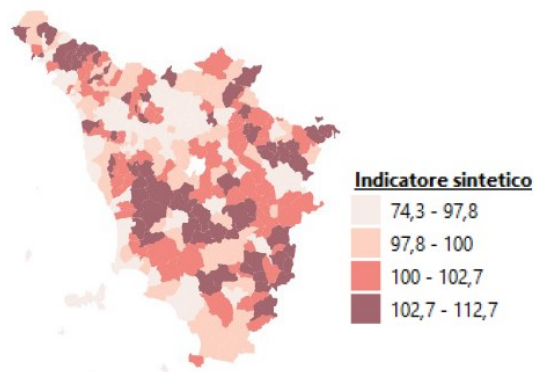 Indicatore sintetico
74,3 - 97,8
97,8 - 100
100 - 102,7
102,7 - 112,7